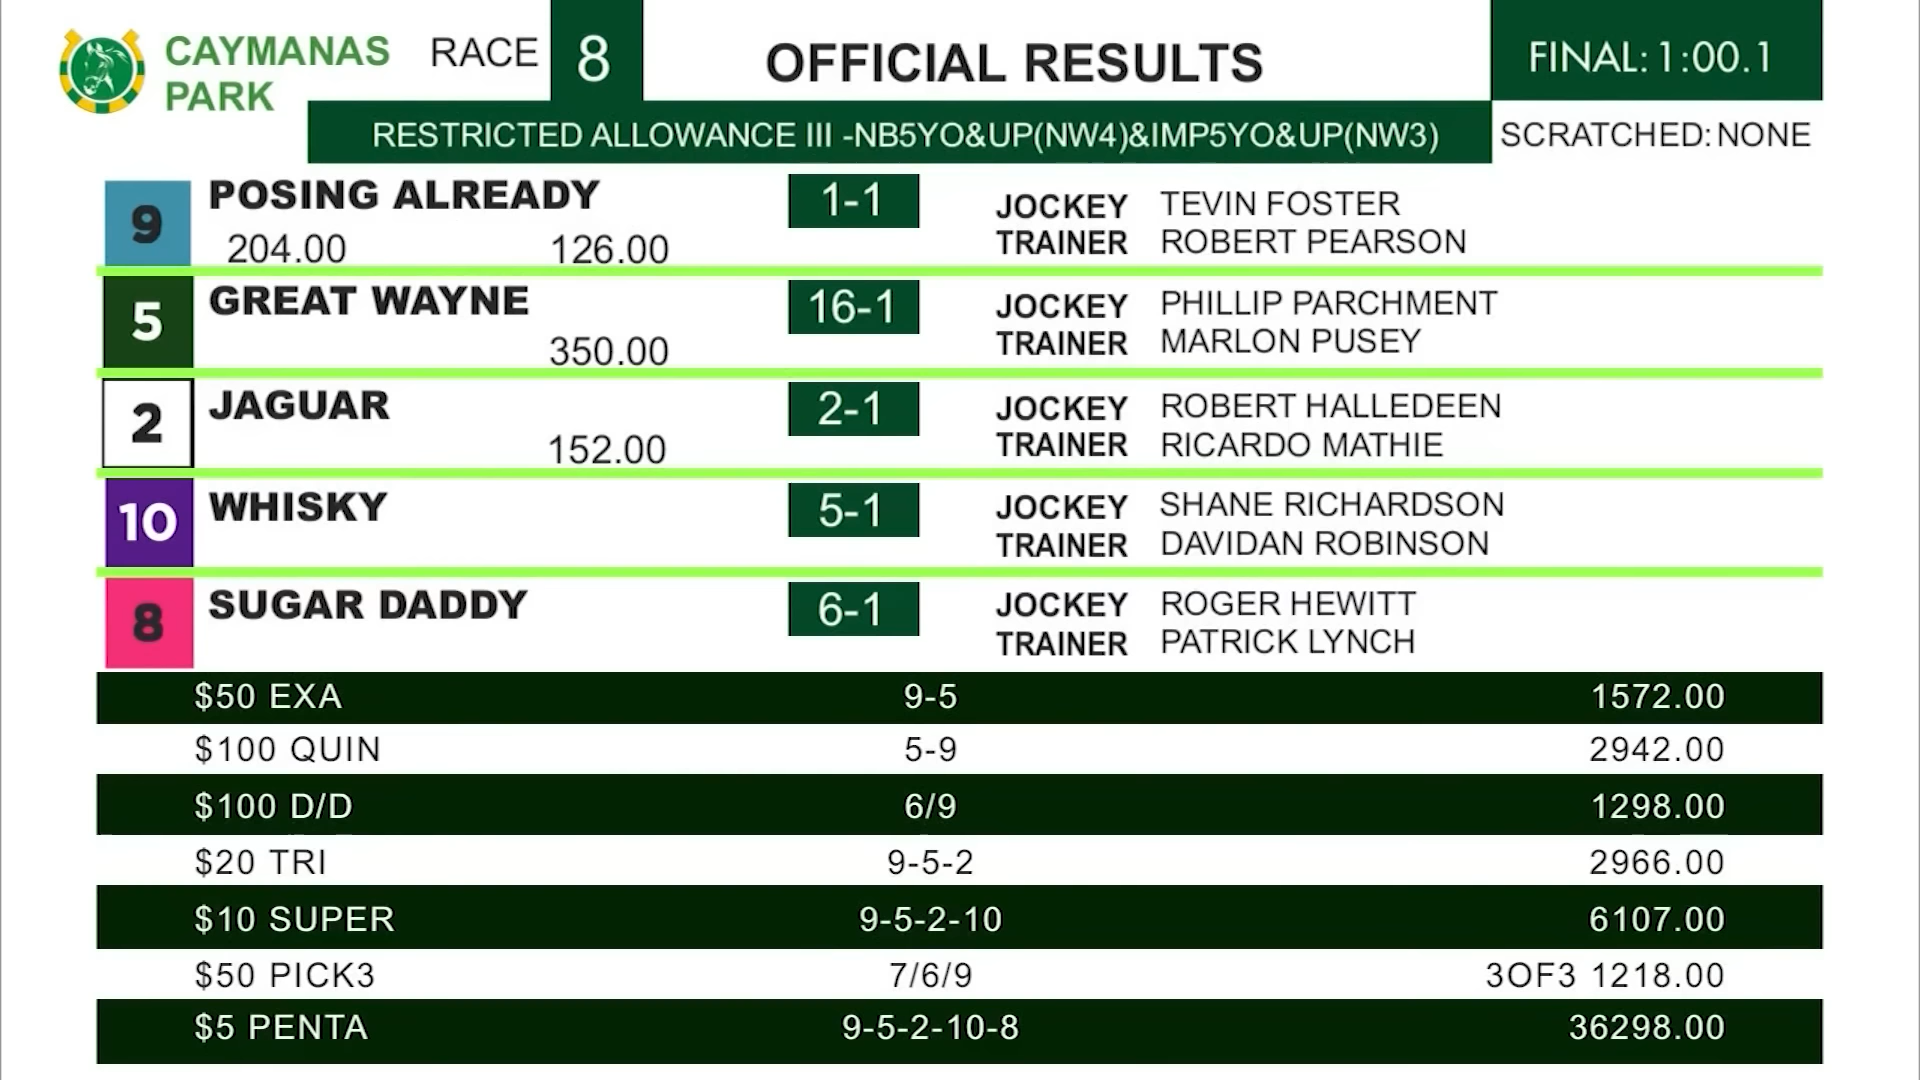 CAYMANAS
PARK
RACE 8
OFFICIAL RESULTS
FINAL: 1:00.1
RESTRICTED ALLOWANCE III -NB5YO&UP(NW4)&IMP5YO&UP(NW3)
SCRATCHED: NONE
9 POSING ALREADY 1-1 JOCKEY TEVIN FOSTER
204.00 126.00 TRAINER ROBERT PEARSON
5 GREAT WAYNE 16-1 JOCKEY PHILLIP PARCHMENT
350.00 TRAINER MARLON PUSEY
2 JAGUAR 2-1 JOCKEY ROBERT HALLEDEEN
152.00 TRAINER RICARDO MATHIE
10 WHISKY 5-1 JOCKEY SHANE RICHARDSON
TRAINER DAVIDAN ROBINSON
8 SUGAR DADDY 6-1 JOCKEY ROGER HEWITT
TRAINER PATRICK LYNCH
$50 EXA 9-5 1572.00
$100 QUIN 5-9 2942.00
$100 D/D 6/9 1298.00
$20 TRI 9-5-2 2966.00
$10 SUPER 9-5-2-10 6107.00
$50 PICK3 7/6/9 3OF3 1218.00
$5 PENTA 9-5-2-10-8 36298.00